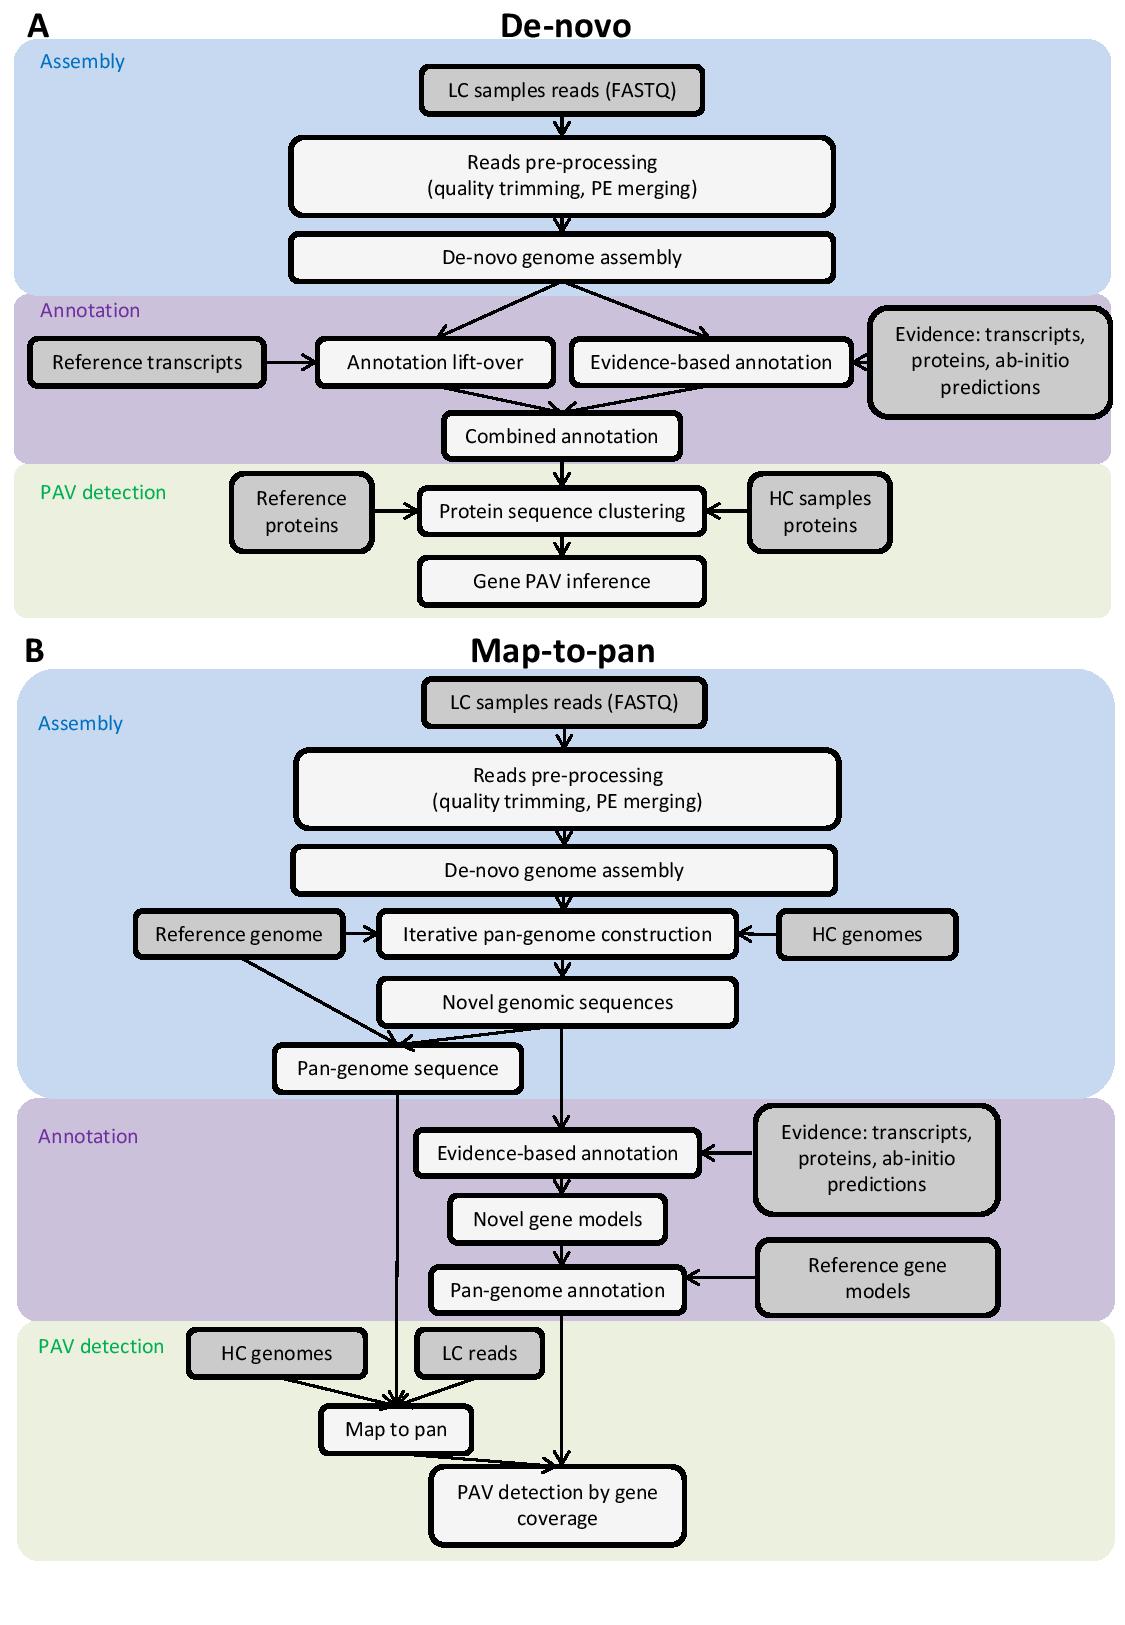 A
De-novo
Assembly
LC samples reads (FASTQ)
Reads pre-processing
(quality trimming, PE merging)
De-novo genome assembly
Annotation
Reference transcripts
Annotation lift-over
Evidence-based annotation
Evidence: transcripts,
proteins, ab-initio
predictions
Combined annotation
PAV detection
Reference
proteins
Protein sequence clustering
HC samples
proteins
Gene PAV inference
B
Map-to-pan
Assembly
LC samples reads (FASTQ)
Reads pre-processing
(quality trimming, PE merging)
De-novo genome assembly
Reference genome
Iterative pan-genome construction
HC genomes
Novel genomic sequences
Pan-genome sequence
Annotation
Evidence-based annotation
Evidence: transcripts,
proteins, ab-initio
predictions
Novel gene models
Pan-genome annotation
Reference gene
models
PAV detection
HC genomes
LC reads
Map to pan
PAV detection by gene
coverage